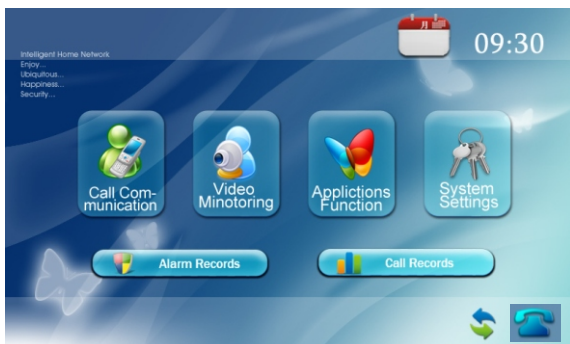 月
09:30
Intelligent Home Network
Enjoy...
Ubiquitous...
Happiness...
Security...
Call Com-
munication
Video
Minotoring
Applictions
Function
System
Settings
Alarm Records
Call Records